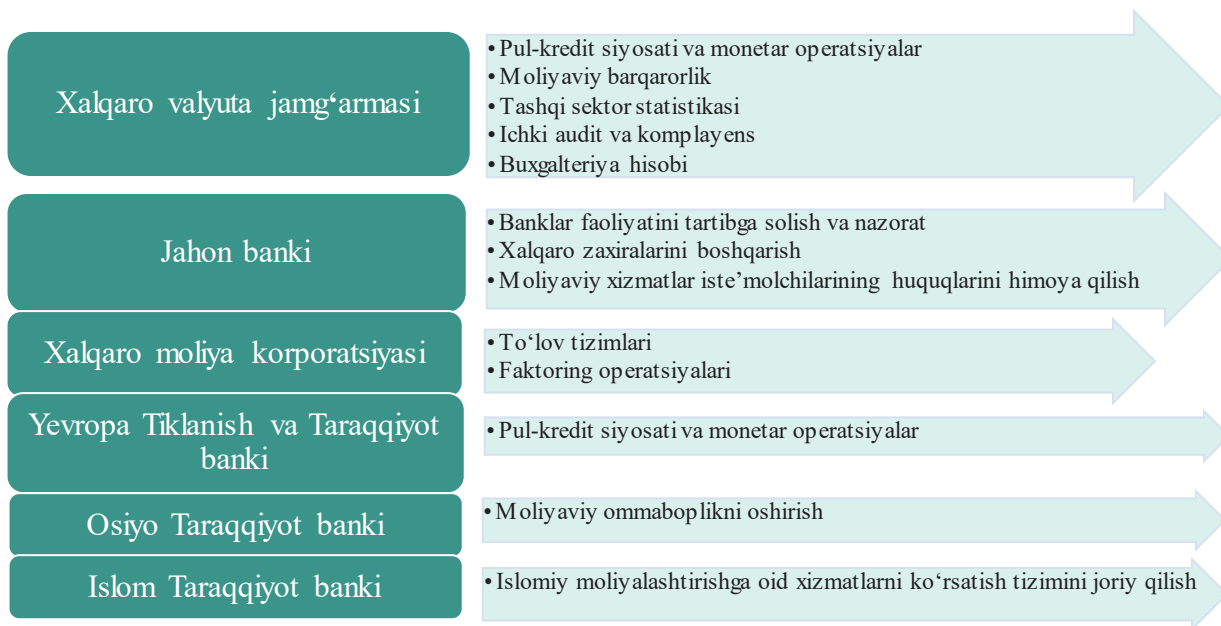 Xalqaro valyuta jamg‘armasi
• Pul-kredit siyosati va monetar operatsiyalar
• Moliyaviy barqarorlik
• Tashqi sektor statistikasi
• Ichki audit va komplayens
• Buxgalteriya hisobi
Jahon banki
• Banklar faoliyatini tartibga solish va nazorat
• Xalqaro zaxiralarini boshqarish
• Moliyaviy xizmatlar iste’molchilarining huquqlarini himoya qilish
Xalqaro moliya korporatsiyasi
• To‘lov tizimlari
• Faktoring operatsiyalari
Yevropa Tiklanish va Taraqqiyot
banki
• Pul-kredit siyosati va monetar operatsiyalar
Osiyo Taraqqiyot banki
• Moliyaviy ommaboplikni oshirish
Islom Taraqqiyot banki
• Islomiy moliyalashtirishga oid xizmatlarni ko‘rsatish tizimini joriy qilish